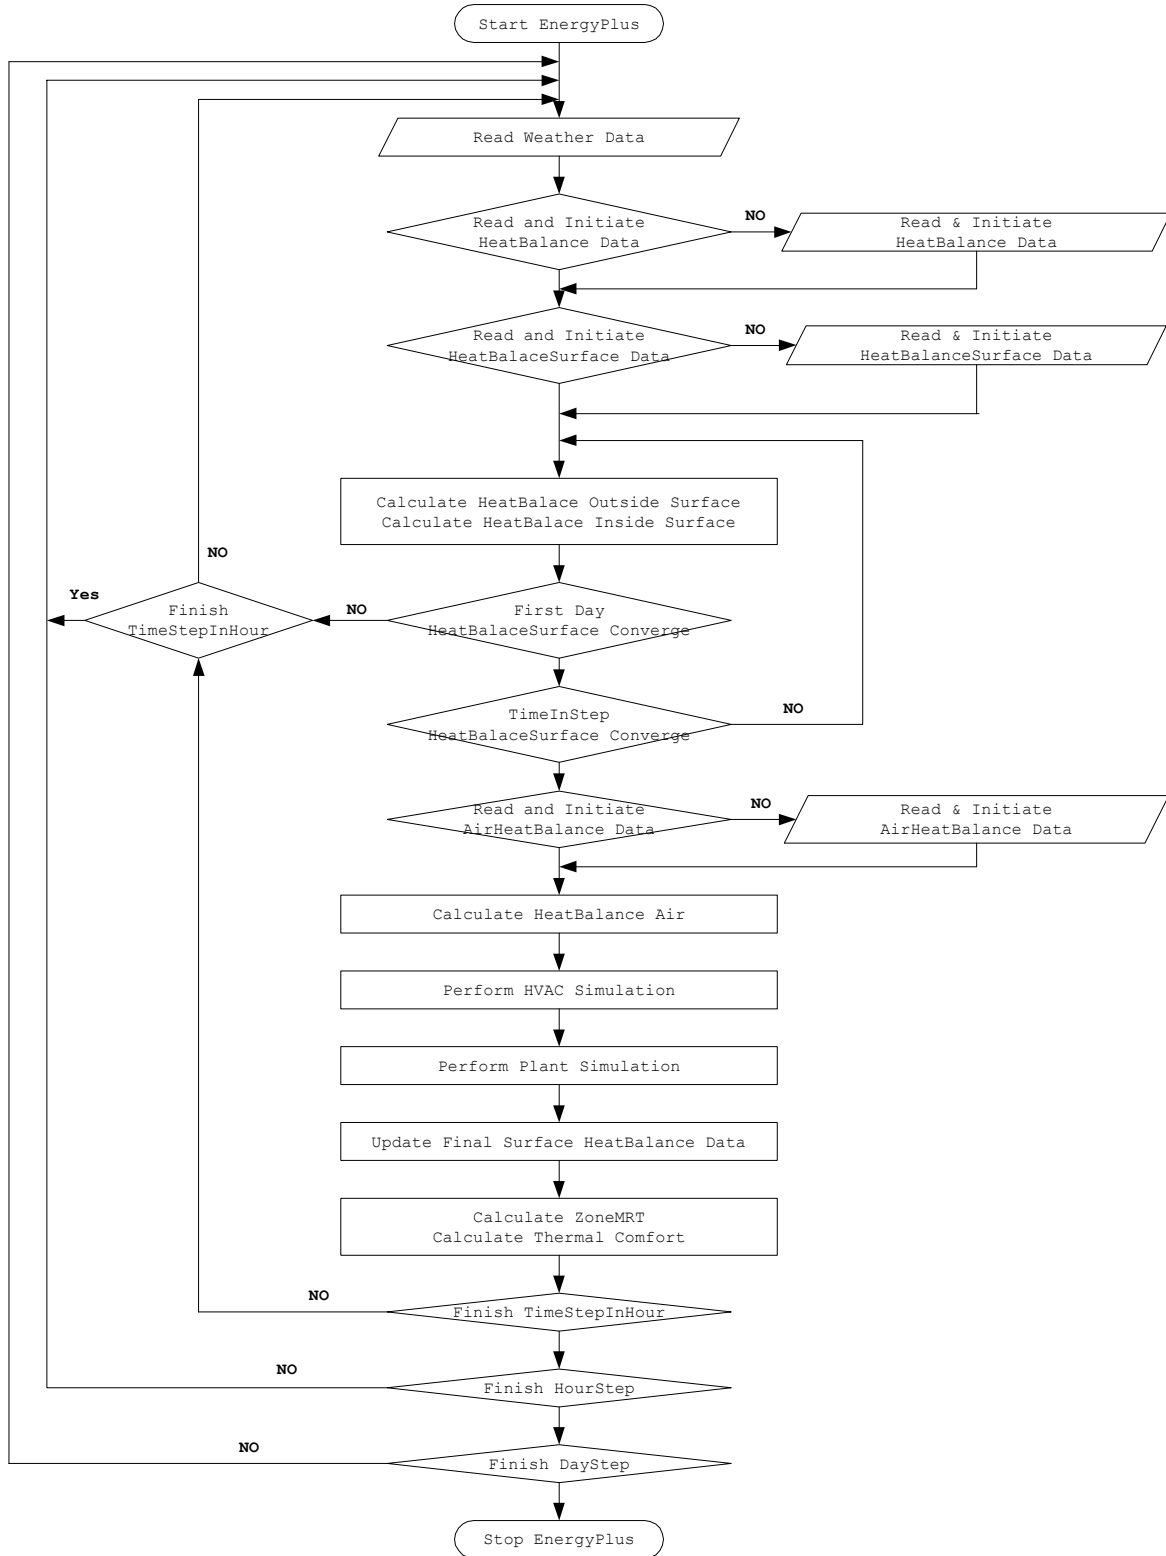 Start EnergyPlus
Read Weather Data
Read and Initiate
HeatBalance Data
NO
Read & Initiate
HeatBalance Data
Read and Initiate
HeatBalaceSurface Data
NO
Read & Initiate
HeatBalanceSurface Data
Calculate HeatBalace Outside Surface
Calculate HeatBalace Inside Surface
NO
Yes
Finish
TimeStepInHour
NO
First Day
HeatBalaceSurface Converge
TimeInStep
HeatBalaceSurface Converge
NO
Read and Initiate
AirHeatBalance Data
NO
Read & Initiate
AirHeatBalance Data
Calculate HeatBalance Air
Perform HVAC Simulation
Perform Plant Simulation
Update Final Surface HeatBalance Data
Calculate ZoneMRT
Calculate Thermal Comfort
NO
Finish TimeStepInHour
NO
Finish HourStep
NO
Finish DayStep
Stop EnergyPlus